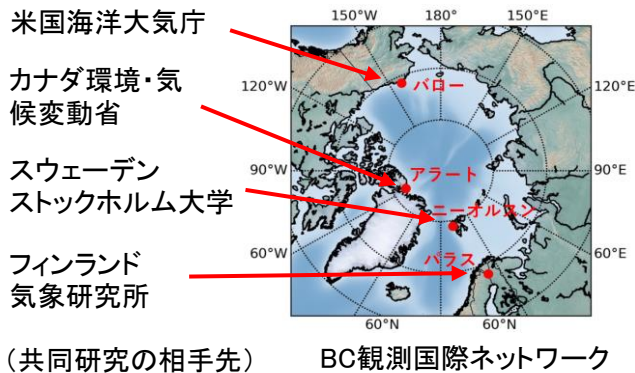 米国海洋大気庁
カナダ環境・気
候変動省
スウェーデン
ストックホルム大学
フィンランド
気象研究所
(共同研究の相手先)
150°W
180°
150°E
120°W
120°E
90°W
90°E
60°W
60°E
60°N
60°N
バロー
アラート
ニーオルスン
パラス
BC観測国際ネットワーク